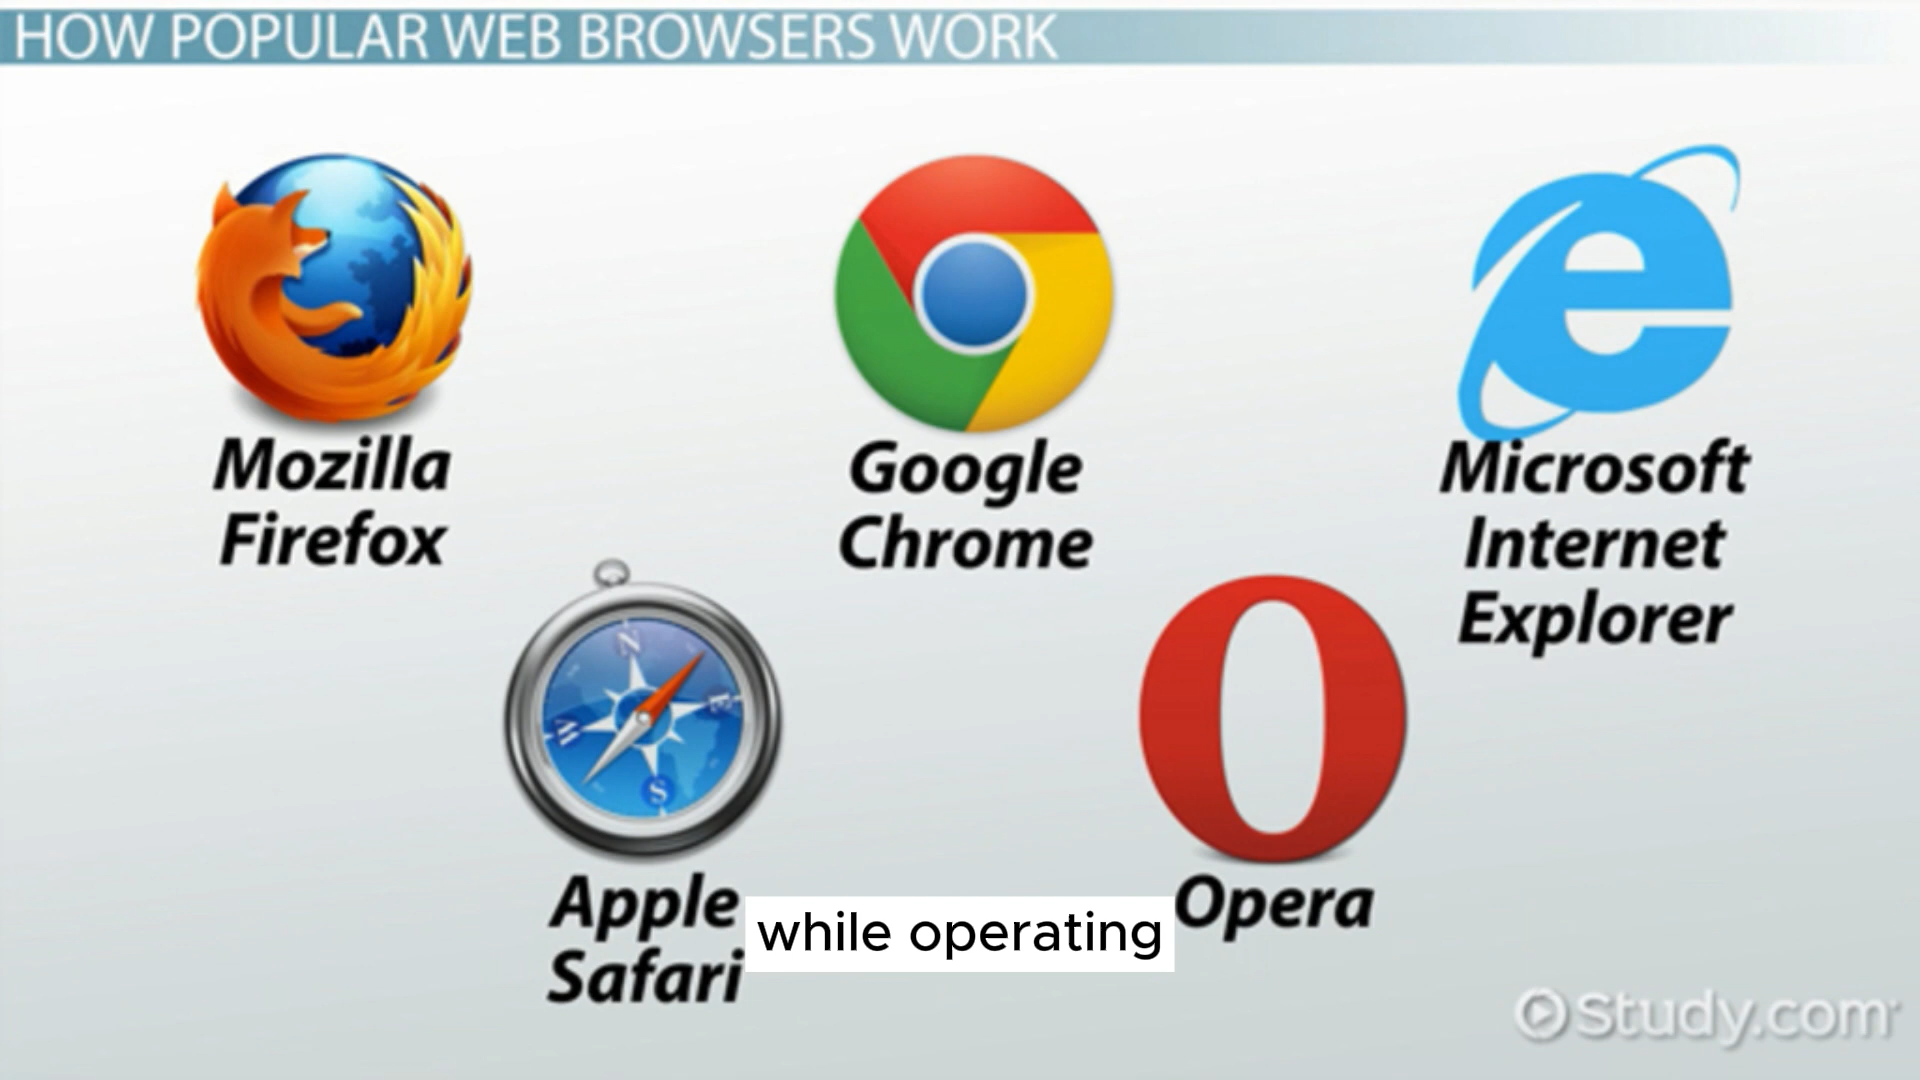 HOW POPULAR WEB BROWSERS WORK
Mozilla
Firefox
Google
Chrome
Microsoft
Internet
Explorer
N
E
W
S
Apple
Safari
Opera
while operating
Study.com